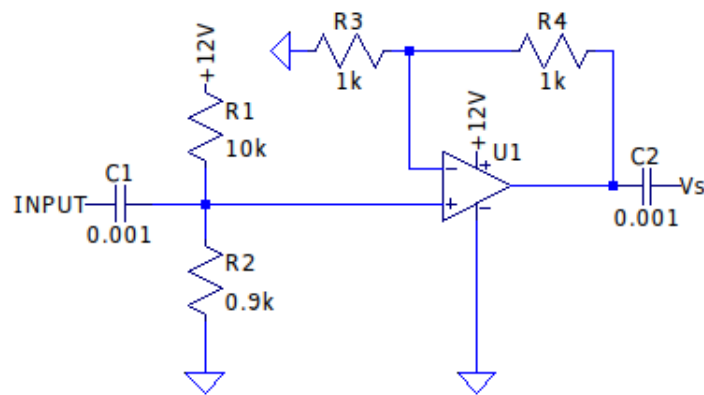 R3
R4
+12V
1k
1k
R1
10k
+12V
U1
C1
C2
INPUT
Vs
0.001
0.001
R2
0.9k
-
+
+
-